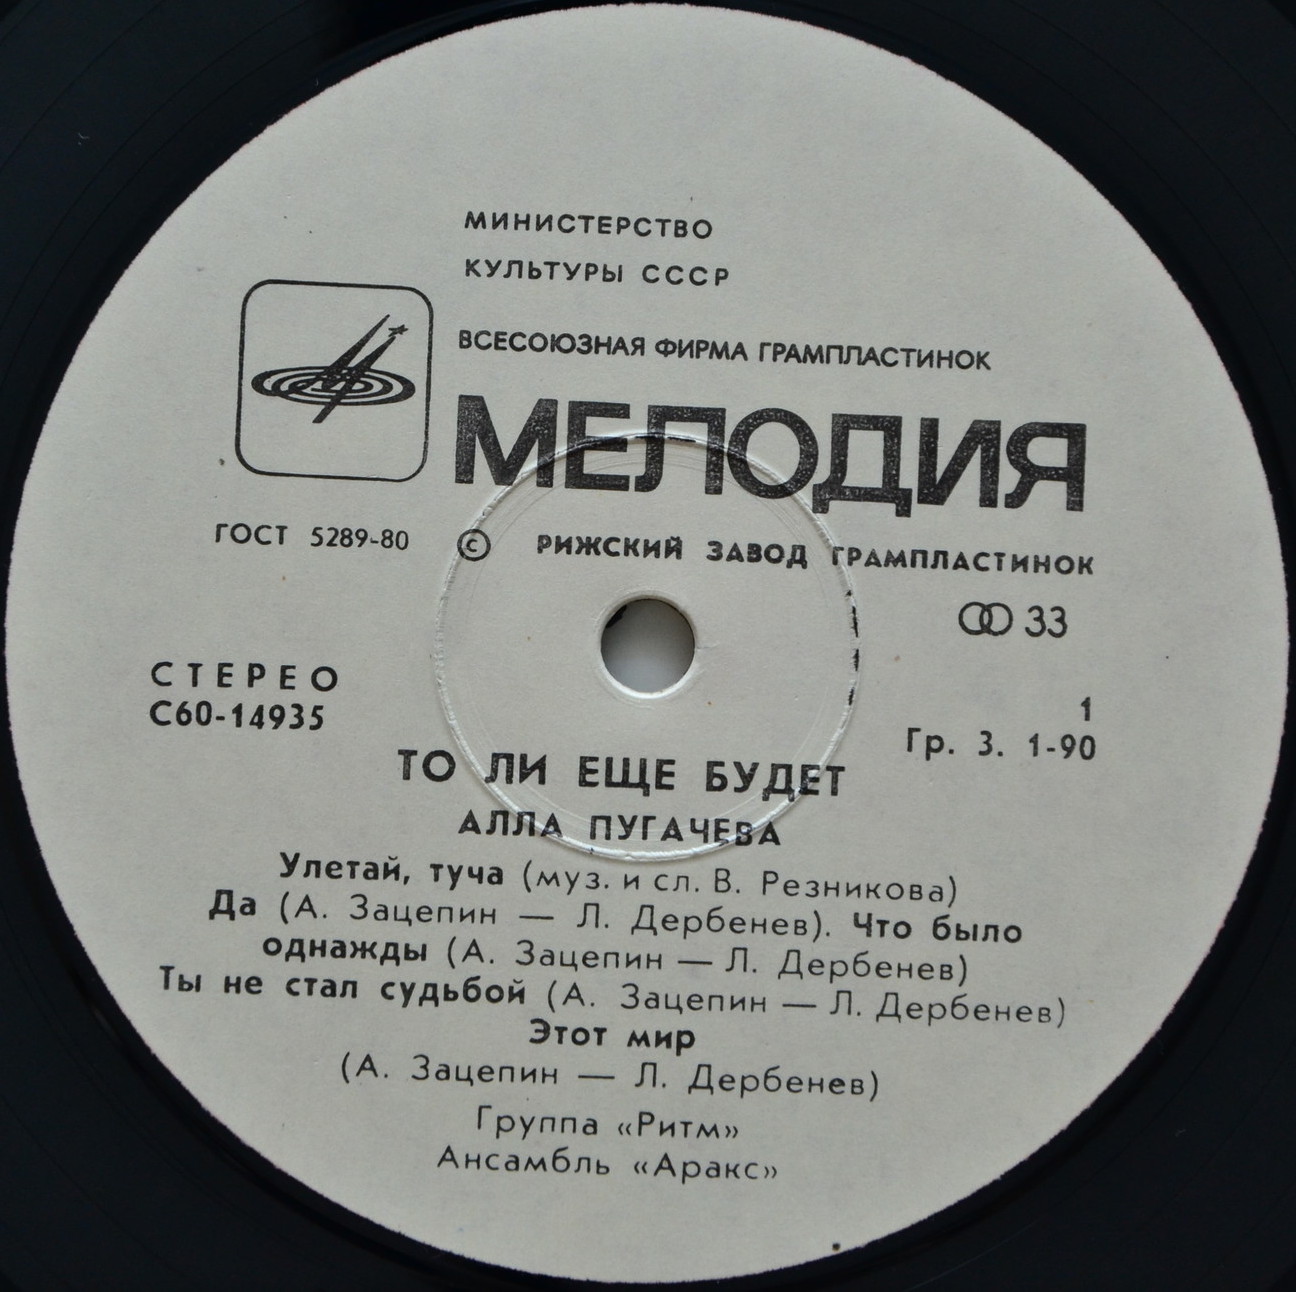 МИНИСТЕРСТВО
КУЛЬТУРЫ СССР
ВСЕСОЮЗНАЯ ФИРМА ГРАМПЛАСТИНОК
МЕЛОДИЯ
ГОСТ 5289-80 © РИЖСКИЙ ЗАВОД ГРАМПЛАСТИНОК
33
СТЕРЕО
С60-14935
1
Гр. 3. 1-90
ТО ЛИ ЕЩЕ БУДЕТ
АЛЛА ПУГАЧЕВА
Улетай, туча (муз. и сл. В. Резникова)
Да (А. Зацепин — Л. Дербенев). Что было
однажды (А. Зацепин — Л. Дербенев)
Ты не стал судьбой (А. Зацепин — Л. Дербенев)
Этот мир
(А. Зацепин — Л. Дербенев)
Группа «Ритм»
Ансамбль «Аракс»